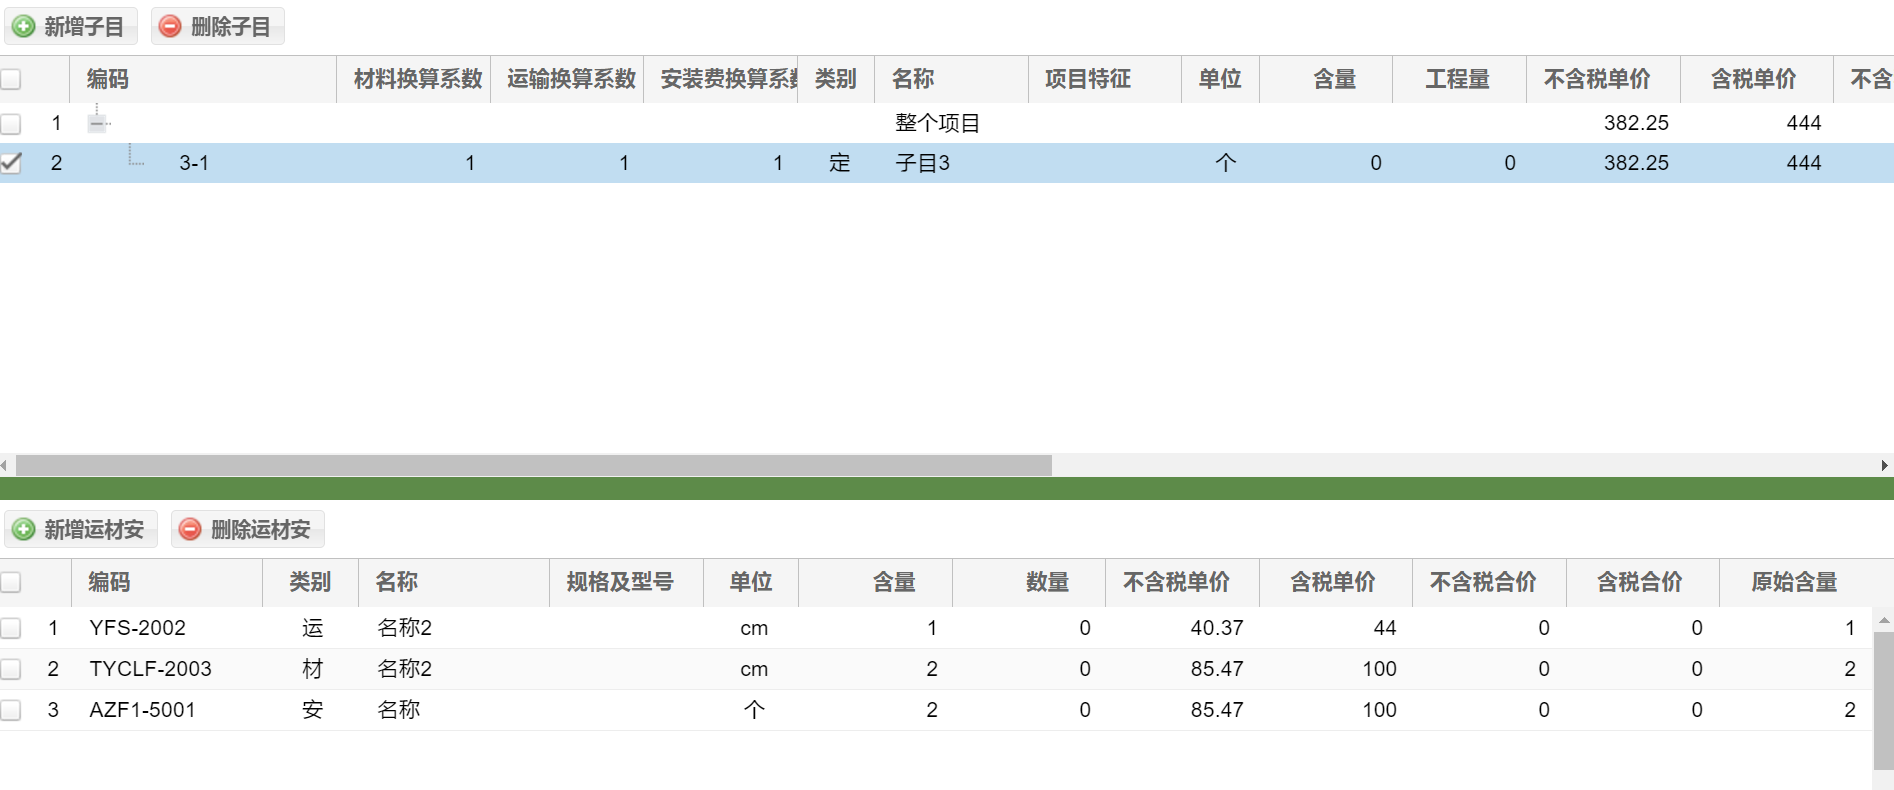 新增子目 删除子目
编码 材料换算系数 运输换算系数 安装费换算系 类别 名称 项目特征 单位 含量 工程量 不含税单价 含税单价 不含
1 整个项目 382.25 444
2 3-1 1 1 1 定 子目3 个 0 0 382.25 444
新增运材安 删除运材安
编码 类别 名称 规格及型号 单位 含量 数量 不含税单价 含税单价 不含税合价 含税合价 原始含量
1 YFS-2002 运 名称2 cm 1 0 40.37 44 0 0 1
2 TYCLF-2003 材 名称2 cm 2 0 85.47 100 0 0 2
3 AZF1-5001 安 名称 个 2 0 85.47 100 0 0 2